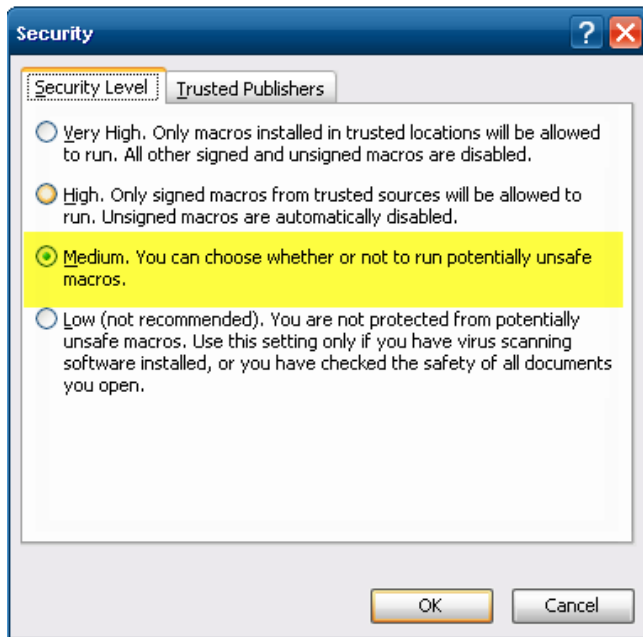 Security
Security Level
Trusted Publishers
Very High. Only macros installed in trusted locations will be allowed
to run. All other signed and unsigned macros are disabled.
High. Only signed macros from trusted sources will be allowed to
run. Unsigned macros are automatically disabled.
Medium. You can choose whether or not to run potentially unsafe
macros.
Low (not recommended). You are not protected from potentially
unsafe macros. Use this setting only if you have virus scanning
software installed, or you have checked the safety of all documents
you open.
OK
Cancel